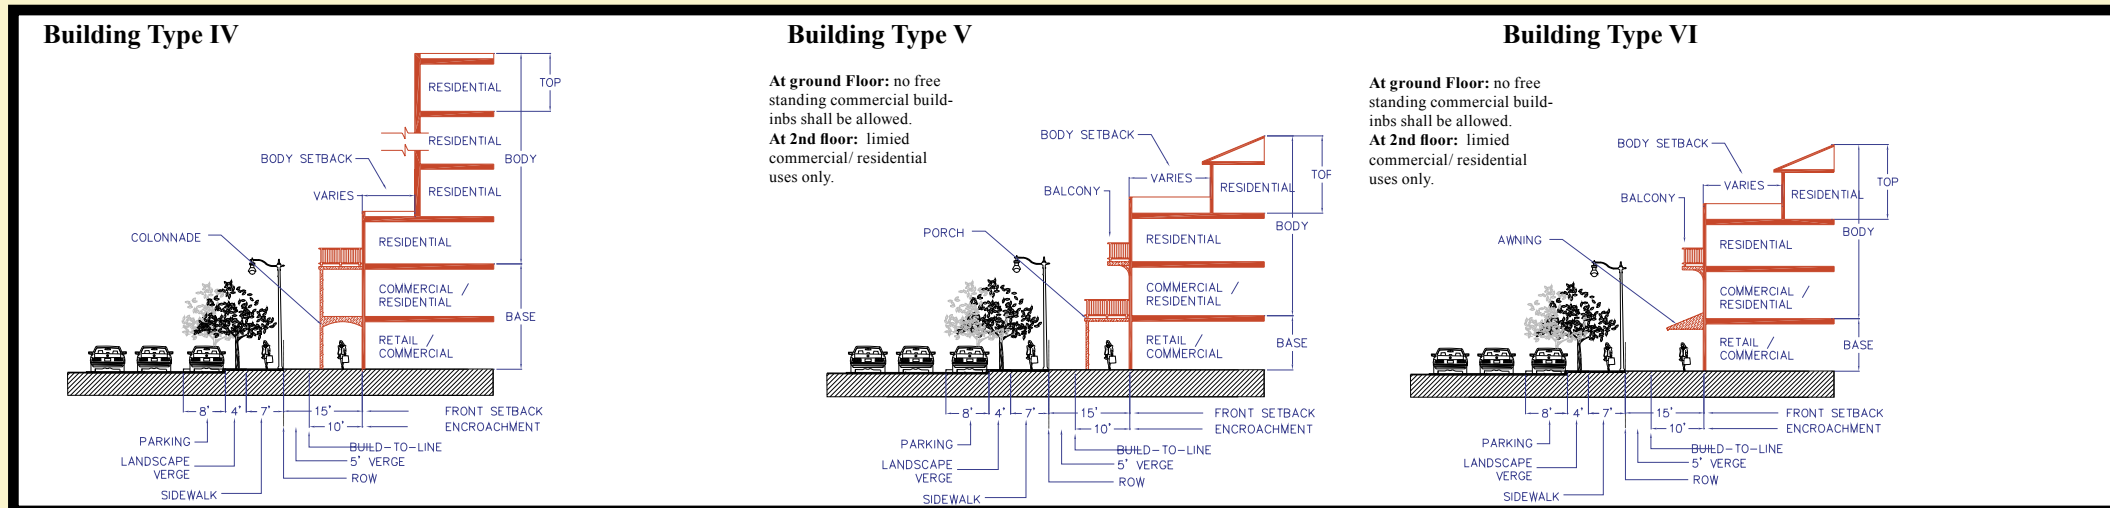 Building Type IV
RESIDENTIAL
TOP
RESIDENTIAL
BODY
BODY SETBACK
RESIDENTIAL
VARIES
COLONNADE
RESIDENTIAL
COMMERCIAL /
RESIDENTIAL
BASE
RETAIL /
COMMERCIAL
8' 4' 7' 15' FRONT SETBACK
10' ENCROACHMENT
PARKING
BUILD-TO-LINE
LANDSCAPE
VERGE
5' VERGE
ROW
SIDEWALK
Building Type V
At ground Floor: no free
standing commercial build-
inbs shall be allowed.
At 2nd floor: limied
commercial/ residential
uses only.
BODY SETBACK
VARIES
TOP
BALCONY
RESIDENTIAL
BODY
PORCH
RESIDENTIAL
COMMERCIAL /
RESIDENTIAL
RETAIL /
COMMERCIAL
BASE
8' 4' 7' 15' FRONT SETBACK
10' ENCROACHMENT
PARKING
BUILD-TO-LINE
LANDSCAPE
VERGE
5' VERGE
ROW
SIDEWALK
Building Type VI
At ground Floor: no free
standing commercial build-
inbs shall be allowed.
At 2nd floor: limied
commercial/ residential
uses only.
BODY SETBACK
VARIES
TOP
BALCONY
RESIDENTIAL
BODY
AWNING
RESIDENTIAL
COMMERCIAL /
RESIDENTIAL
RETAIL /
COMMERCIAL
BASE
8' 4' 7' 15' FRONT SETBACK
10' ENCROACHMENT
PARKING
BUILD-TO-LINE
LANDSCAPE
VERGE
5' VERGE
ROW
SIDEWALK